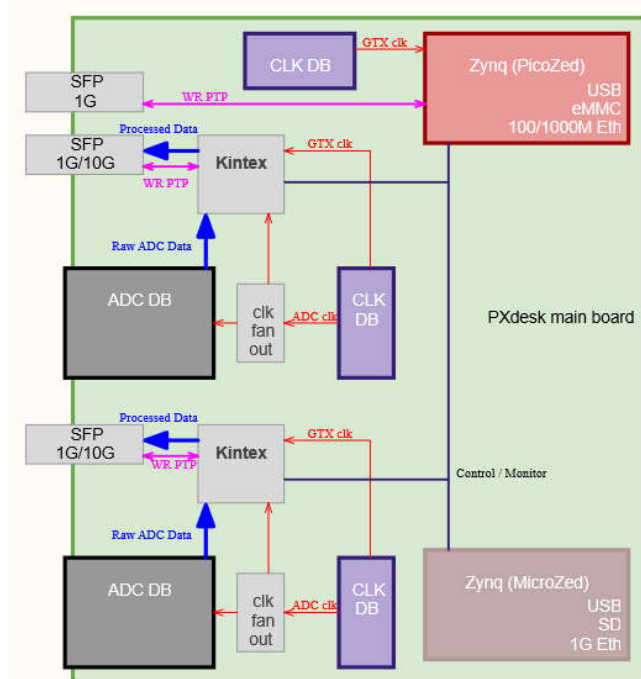 SFP
1G
WR PTP
CLK DB
GTX clk
Zynq (PicoZed)
USB
eMMC
100/1000M Eth
Processed Data
SFP
1G/10G
WR PTP
Kintex
GTX clk
Raw ADC Data
ADC DB
clk
fan
out
ADC clk
CLK
DB
PXdesk main board
Processed Data
SFP
1G/10G
WR PTP
Kintex
GTX clk
Control / Monitor
Raw ADC Data
ADC DB
clk
fan
out
ADC clk
CLK
DB
Zynq (MicroZed)
USB
SD
1G Eth